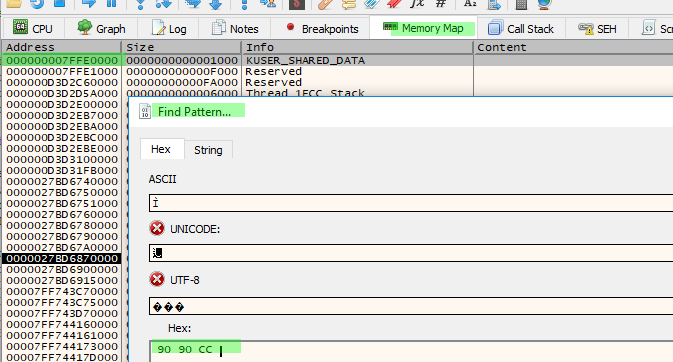 CPU Graph Log Notes Breakpoints Memory Map Call Stack SEH
Address Size Info Content
000000007FFE0000 0000000000001000 KUSER_SHARED_DATA
000000007FFE1000 000000000000F000 Reserved
000000D3D2C60000 00000000000FA000 Reserved
000000D3D2D5A000 0000000000006000 Thread 1ECC Stack
000000D3D2E00000
000000D3D2EB7000
000000D3D2EBA000
000000D3D2EBC000
000000D3D2EBE000
000000D3D3100000
000000D3D31FB000
0000027BD6740000
0000027BD6750000
0000027BD6751000
0000027BD6760000
0000027BD6780000
0000027BD6790000
0000027BD67A0000
0000027BD6870000
0000027BD6900000
0000027BD6915000
00007FF743C70000
00007FF743C75000
00007FF743D70000
00007FF744160000
00007FF744161000
00007FF744173000
00007FF74417D000
Find Pattern...
Hex String
ASCII
UNICODE:
UTF-8
���
Hex:
90 90 CC